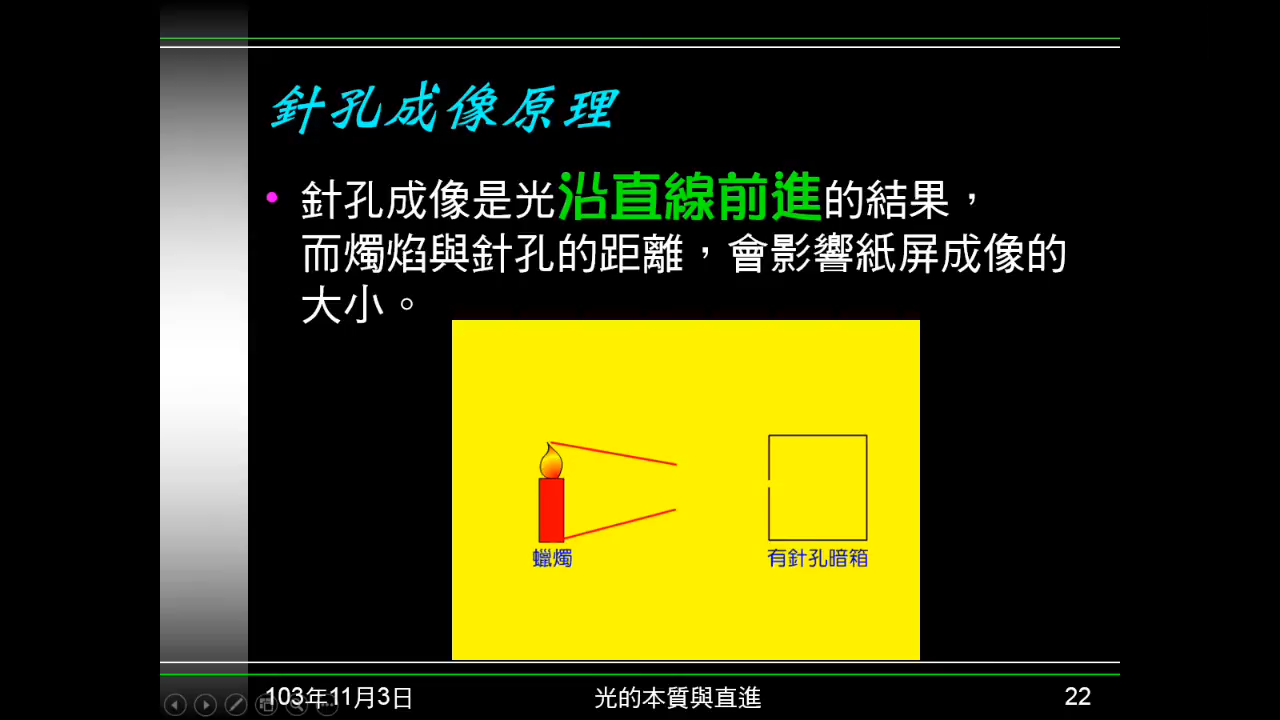 針孔成像原理
• 針孔成像是光沿直線前進的結果，
而燭焰與針孔的距離，會影響紙屏成像的
大小。
蠟燭
有針孔暗箱
103年11月3日
光的本質與直進
22